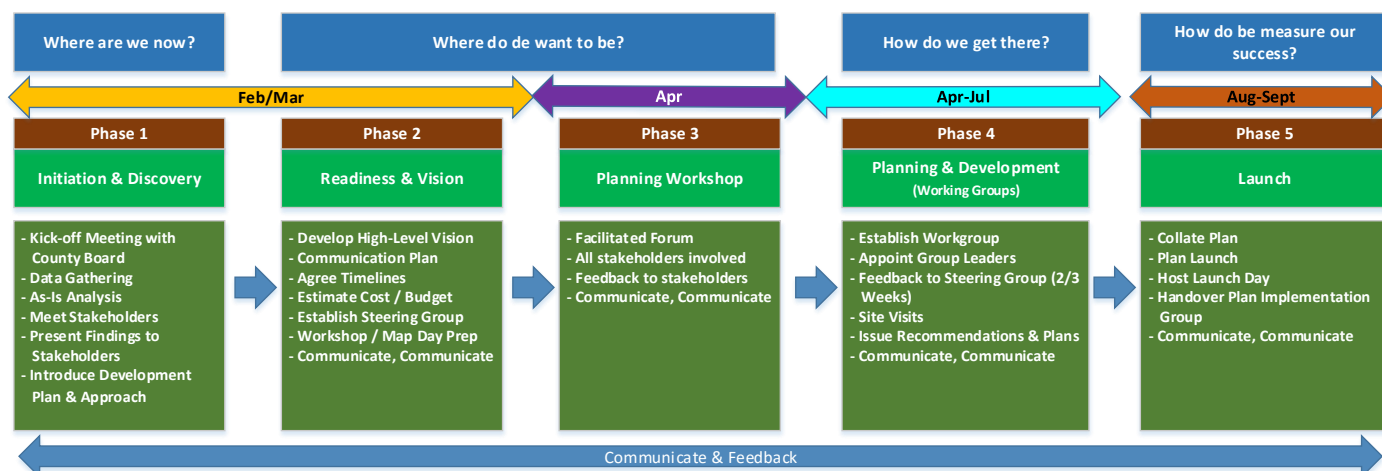 Where are we now?
Where do de want to be?
How do we get there?
How do be measure our
success?
Feb/Mar
Apr
Apr-Jul
Aug-Sept
Phase 1
Phase 2
Phase 3
Phase 4
Phase 5
Initiation & Discovery
Readiness & Vision
Planning Workshop
Planning & Development
(Working Groups)
Launch
- Kick-off Meeting with
County Board
- Data Gathering
- As-Is Analysis
- Meet Stakeholders
- Present Findings to
Stakeholders
- Introduce Development
Plan & Approach
- Develop High-Level Vision
- Communication Plan
- Agree Timelines
- Estimate Cost / Budget
- Establish Steering Group
- Workshop / Map Day Prep
- Communicate, Communicate
- Facilitated Forum
- All stakeholders involved
- Feedback to stakeholders
- Communicate, Communicate
- Establish Workgroup
- Appoint Group Leaders
- Feedback to Steering Group (2/3
Weeks)
- Site Visits
- Issue Recommendations & Plans
- Communicate, Communicate
- Collate Plan
- Plan Launch
- Host Launch Day
- Handover Plan Implementation
Group
- Communicate, Communicate
Communicate & Feedback